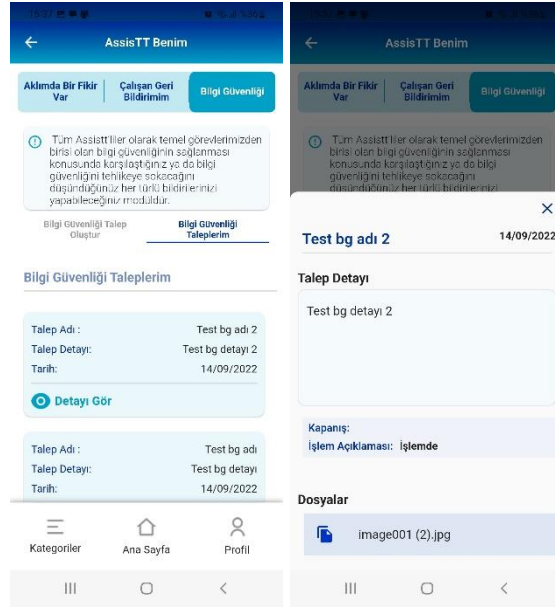 AssisTT Benim
Aklımda Bir Fikir Var
Çalışan Geri Bildirimim
Bilgi Güvenliği
Tüm Assistt'liler olarak temel görevlerimizden
birisi olan bilgi güvenliğinin sağlanması
konusunda karşılaştığınız ya da bilgi
güvenliğini tehlikeye sokacağını
düşündüğünüz her türlü bildirilerinizi
yapabileceğiniz modüldür.
Bilgi Güvenliği Talep Oluştur
Bilgi Güvenliği Taleplerim
Bilgi Güvenliği Taleplerim
Talep Adı : Test bg adı 2
Talep Detayı: Test bg detayı 2
Tarih: 14/09/2022
Detayı Gör
Talep Adı : Test bg adı
Talep Detayı: Test bg detayı
Tarih: 14/09/2022
Kategoriler Ana Sayfa Profil
AssisTT Benim
Aklımda Bir Fikir Var
Çalışan Geri Bildirimim
Bilgi Güvenliği
Tüm Assistt'liler olarak temel görevlerimizden
birisi olan bilgi güvenliğinin sağlanması
konusunda karşılaştığınız ya da bilgi
güvenliğini tehlikeye sokacağını
düşündüğünüz her türlü bildirilerinizi
Test bg adı 2 14/09/2022
Talep Detayı
Test bg detayı 2
Kapanış:
İşlem Açıklaması: İşlemde
Dosyalar
image001 (2).jpg